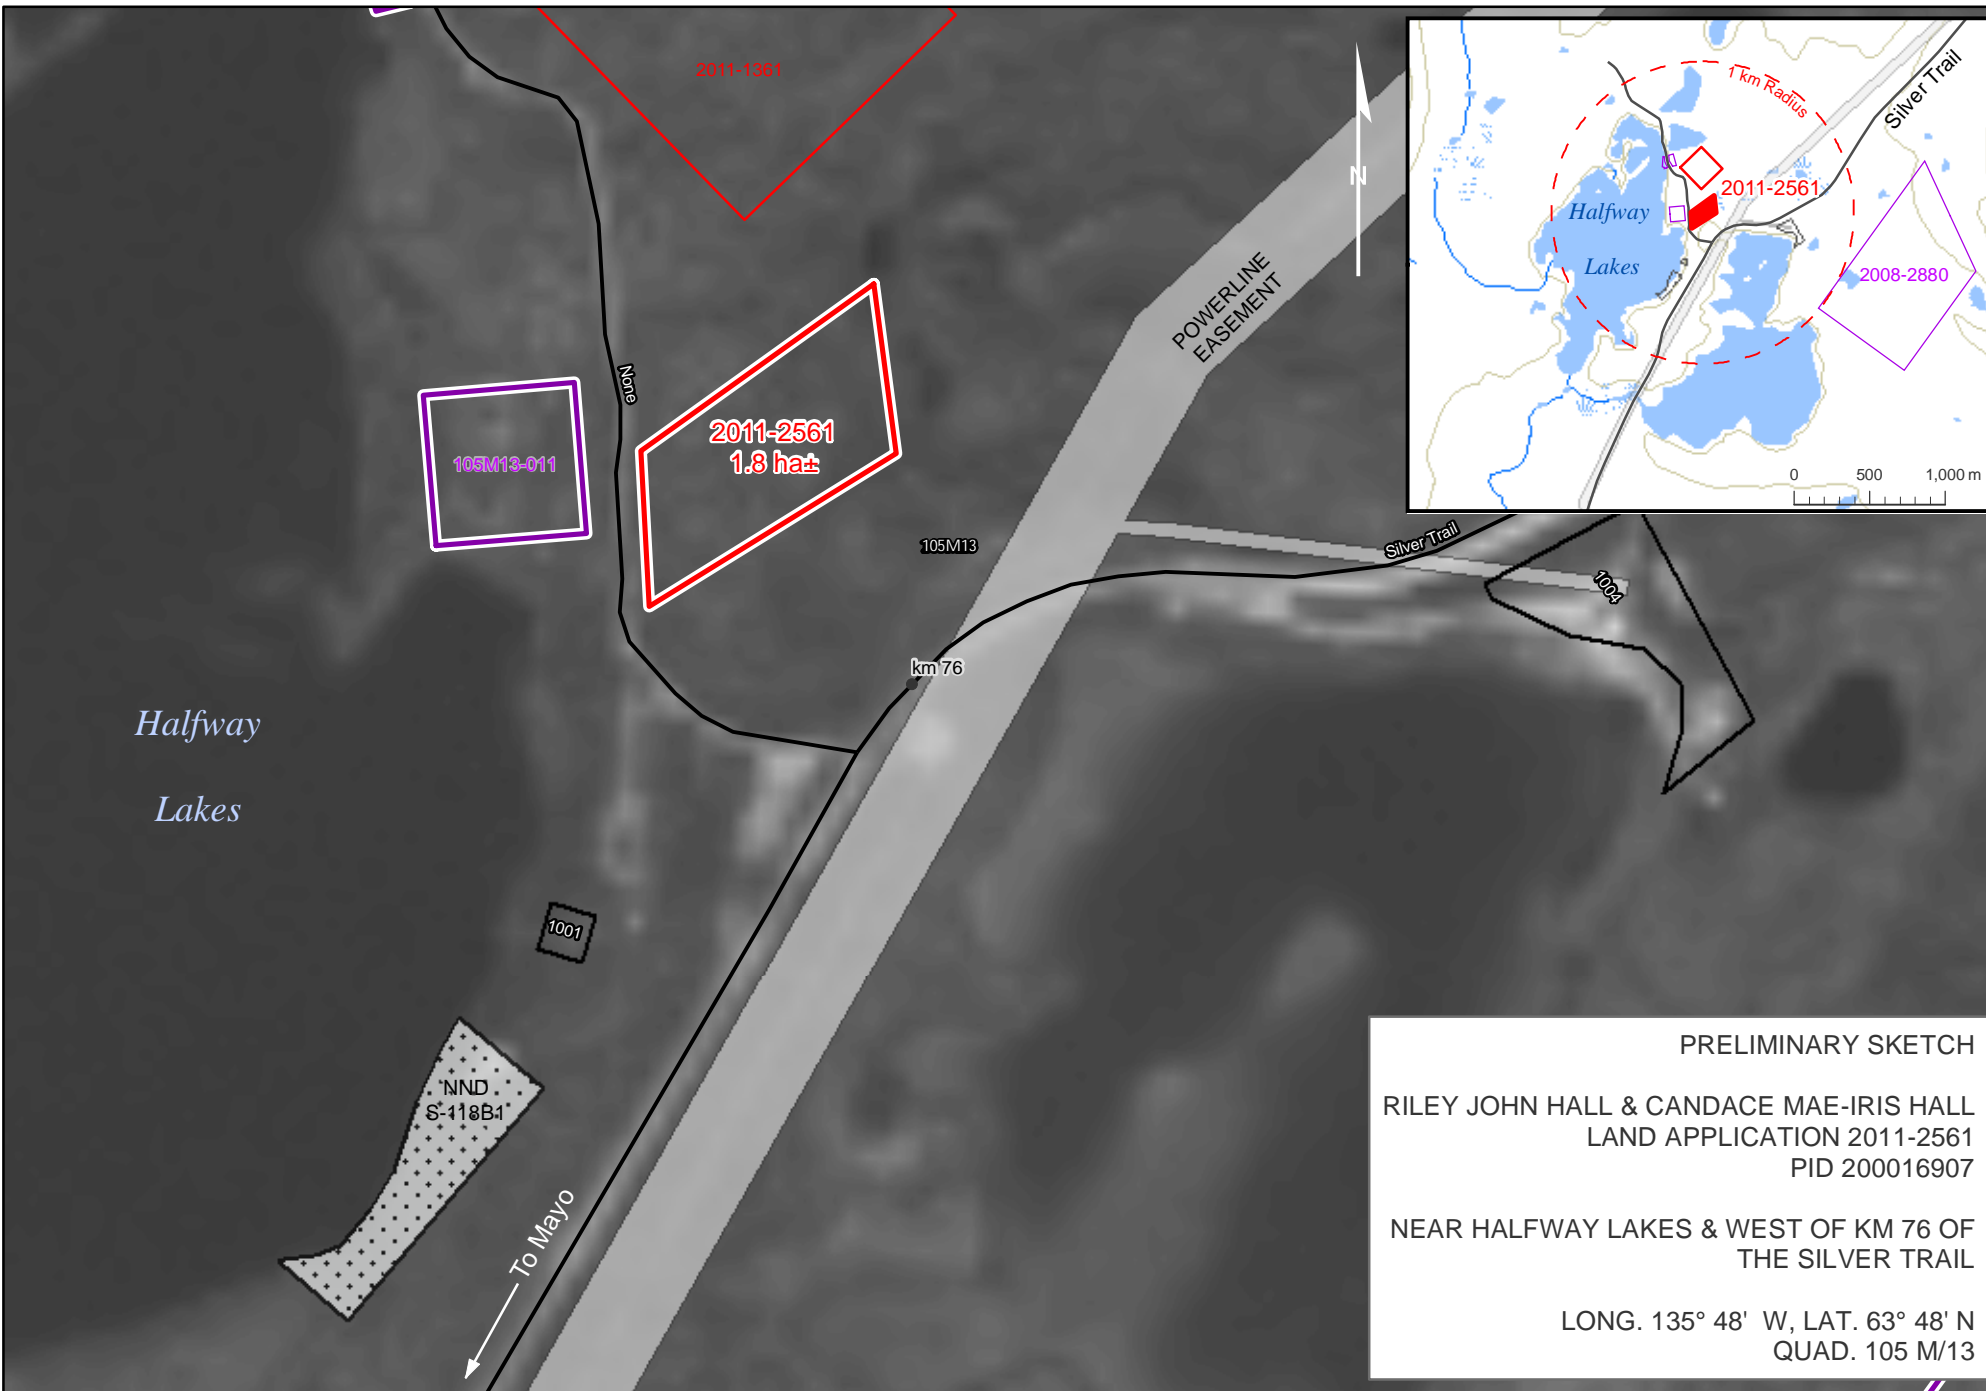 2011-1361
N
1 km Radius
Silver Trail
2011-2561
Halfway
Lakes
2008-2880
0 500 1,000 m
POWERLINE
EASEMENT
None
2011-2561
1.8 ha±
105M13-011
105M13
Silver Trail
1004
km 76
Halfway
Lakes
1001
NND
S-118B1
To Mayo
PRELIMINARY SKETCH
RILEY JOHN HALL & CANDACE MAE-IRIS HALL
LAND APPLICATION 2011-2561
PID 200016907
NEAR HALFWAY LAKES & WEST OF KM 76 OF
THE SILVER TRAIL
LONG. 135° 48' W, LAT. 63° 48' N
QUAD. 105 M/13